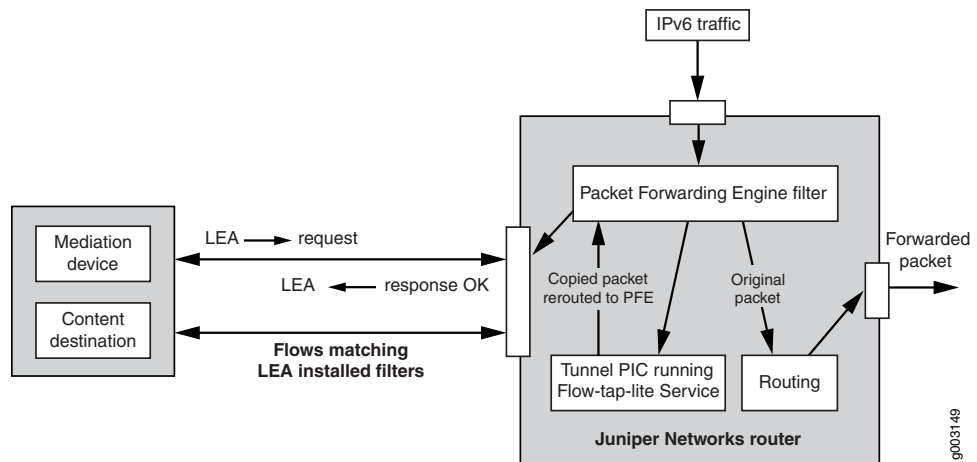 IPv6 traffic
Packet Forwarding Engine filter
LEA request
Mediation
device
LEA response OK
Content
destination
Flows matching
LEA installed filters
Copied packet
rerouted to PFE
Original
packet
Forwarded
packet
Tunnel PIC running
Flow-tap-lite Service
Routing
Juniper Networks router
g003149